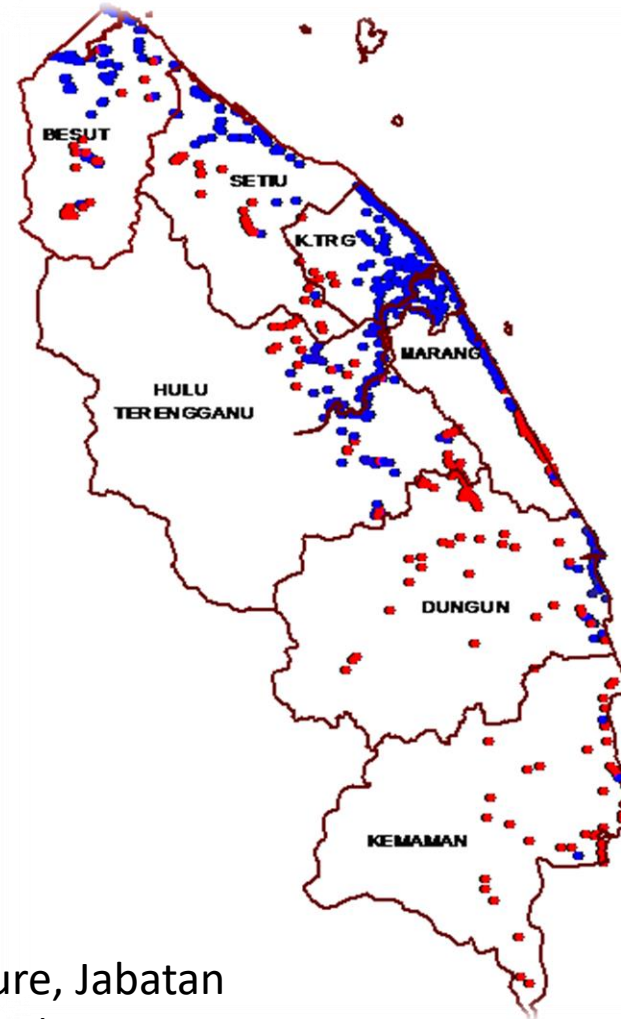 BESUT
SETIU
K.TRG
MARANG
HULU
TERENGGANU
DUNGUN
KEMAMAN
ure, Jabatan